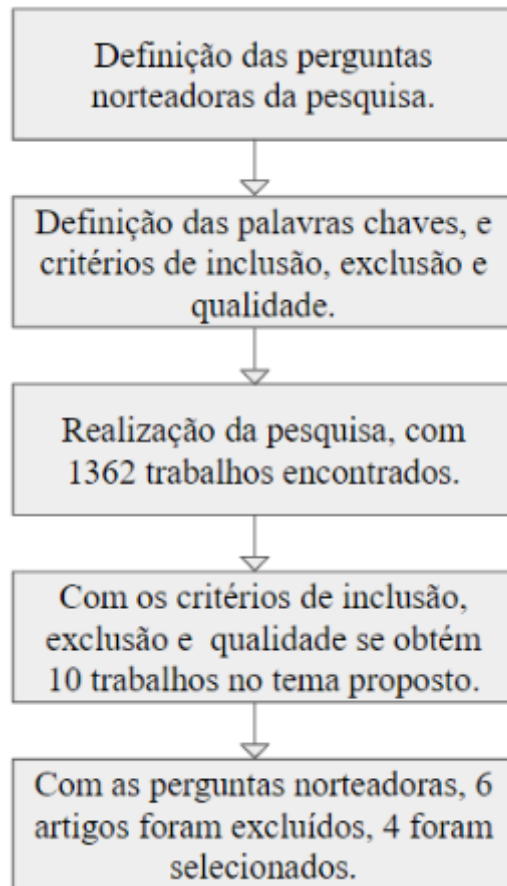 Definição das perguntas
norteadoras da pesquisa.
Definição das palavras chaves, e
critérios de inclusão, exclusão e
qualidade.
Realização da pesquisa, com
1362 trabalhos encontrados.
Com os critérios de inclusão,
exclusão e qualidade se obtém
10 trabalhos no tema proposto.
Com as perguntas norteadoras, 6
artigos foram excluídos, 4 foram
selecionados.